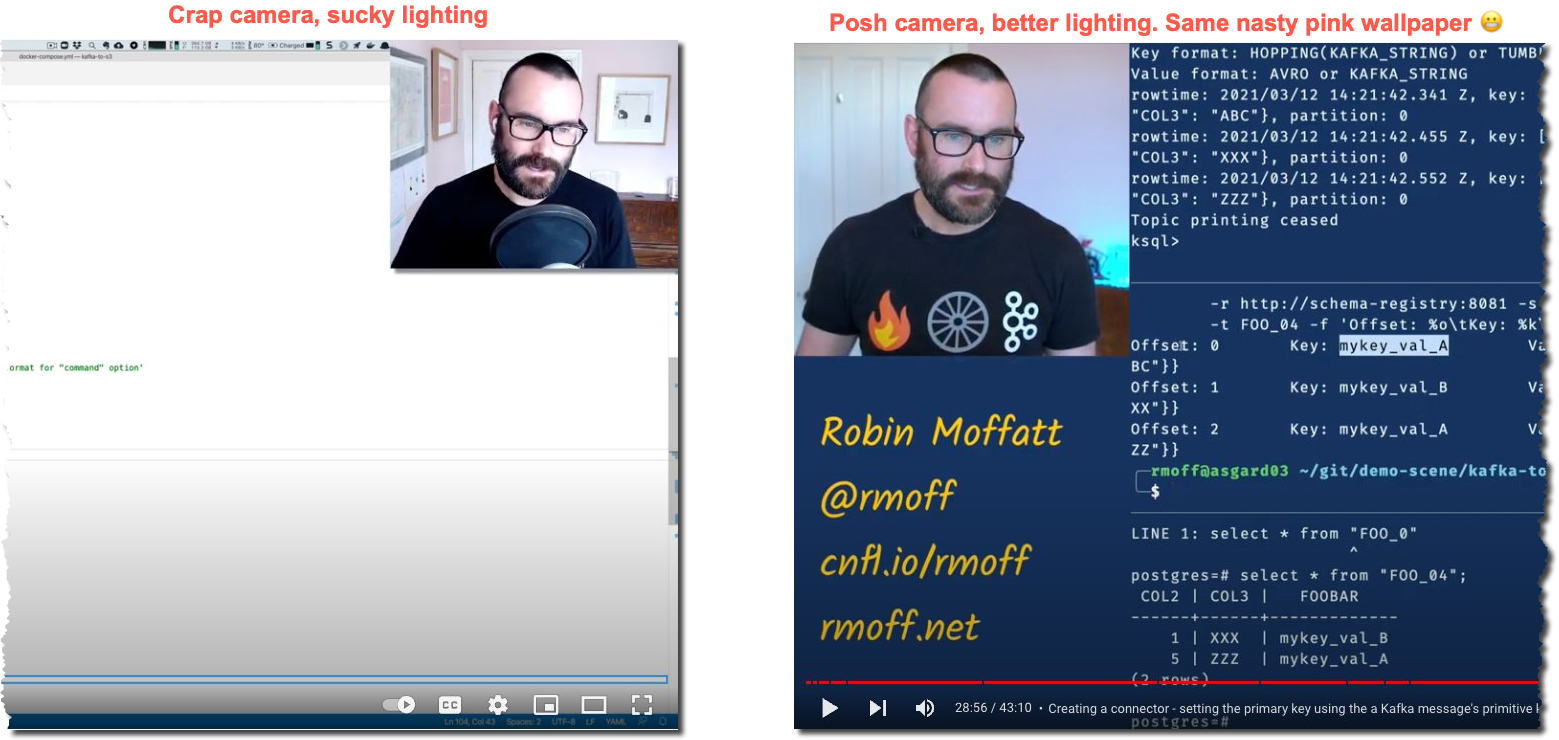 Crap camera, sucky lighting
docker-compose.yml — kafka-to-s3
80° Charged
ormat for "command" option'
CC
Ln 104, Col 43 Spaces: 2 UTF-8 LF YAML
Posh camera, better lighting. Same nasty pink wallpaper 😬
Key format: HOPPING(KAFKA_STRING) or TUMB
Value format: AVRO or KAFKA_STRING
rowtime: 2021/03/12 14:21:42.341 Z, key:
"COL3": "ABC"}, partition: 0
rowtime: 2021/03/12 14:21:42.455 Z, key: [
"COL3": "XXX"}, partition: 0
rowtime: 2021/03/12 14:21:42.552 Z, key:
"COL3": "ZZZ"}, partition: 0
Topic printing ceased
ksql>
-r http://schema-registry:8081 -s
-t FOO_04 -f 'Offset: %o\tKey: %k\
Offset: 0 Key: mykey_val_A Va
BC"}}
Offset: 1 Key: mykey_val_B Va
XX"}}
Offset: 2 Key: mykey_val_A Va
ZZ"}}
rmoff@asgard03 ~/git/demo-scene/kafka-to
$
LINE 1: select * from "FOO_0"
^
postgres=# select * from "FOO_04";
COL2 | COL3 | FOOBAR
------+------+-------------
1 | XXX | mykey_val_B
5 | ZZZ | mykey_val_A
(2 rows)
postgres=#
Robin Moffatt
@rmoff
cnfl.io/rmoff
rmoff.net
28:56 / 43:10 • Creating a connector - setting the primary key using the a Kafka message's primitive